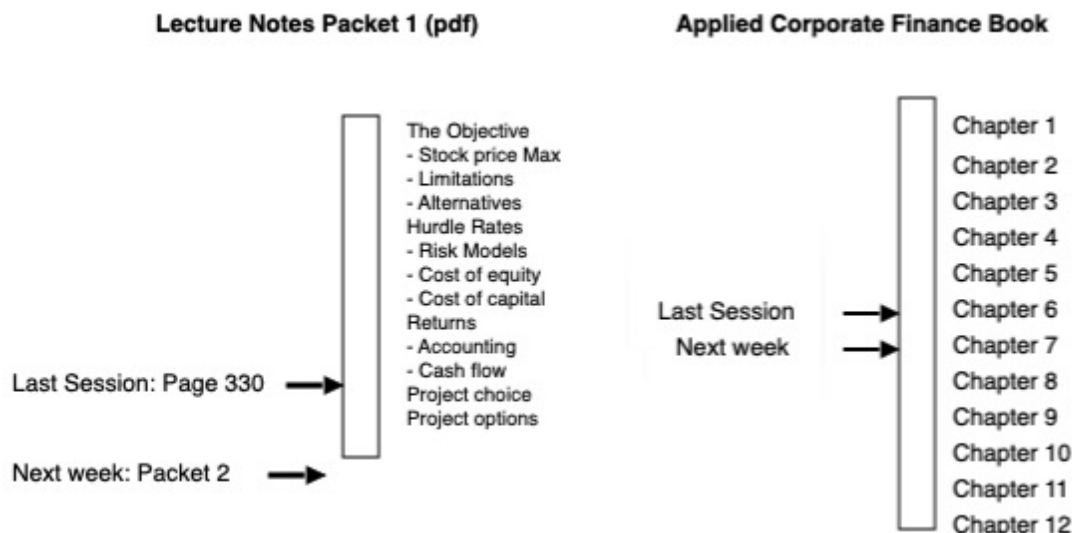 Lecture Notes Packet 1 (pdf)
The Objective
- Stock price Max
- Limitations
- Alternatives
Hurdle Rates
- Risk Models
- Cost of equity
- Cost of capital
Returns
- Accounting
- Cash flow
Project choice
Project options
Last Session: Page 330
Next week: Packet 2
Applied Corporate Finance Book
Chapter 1
Chapter 2
Chapter 3
Chapter 4
Chapter 5
Chapter 6
Chapter 7
Chapter 8
Chapter 9
Chapter 10
Chapter 11
Chapter 12
Last Session
Next week